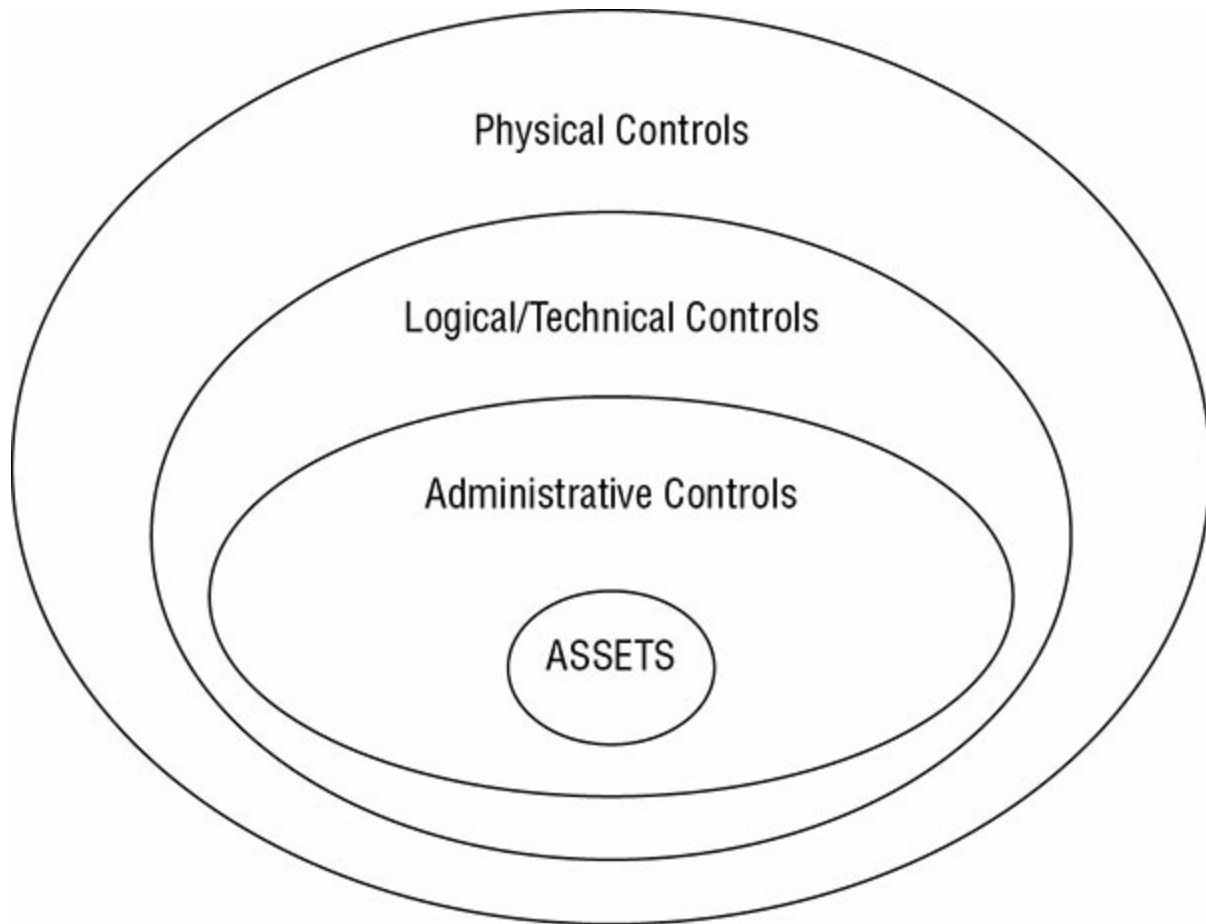 Physical Controls
Logical/Technical Controls
Administrative Controls
ASSETS